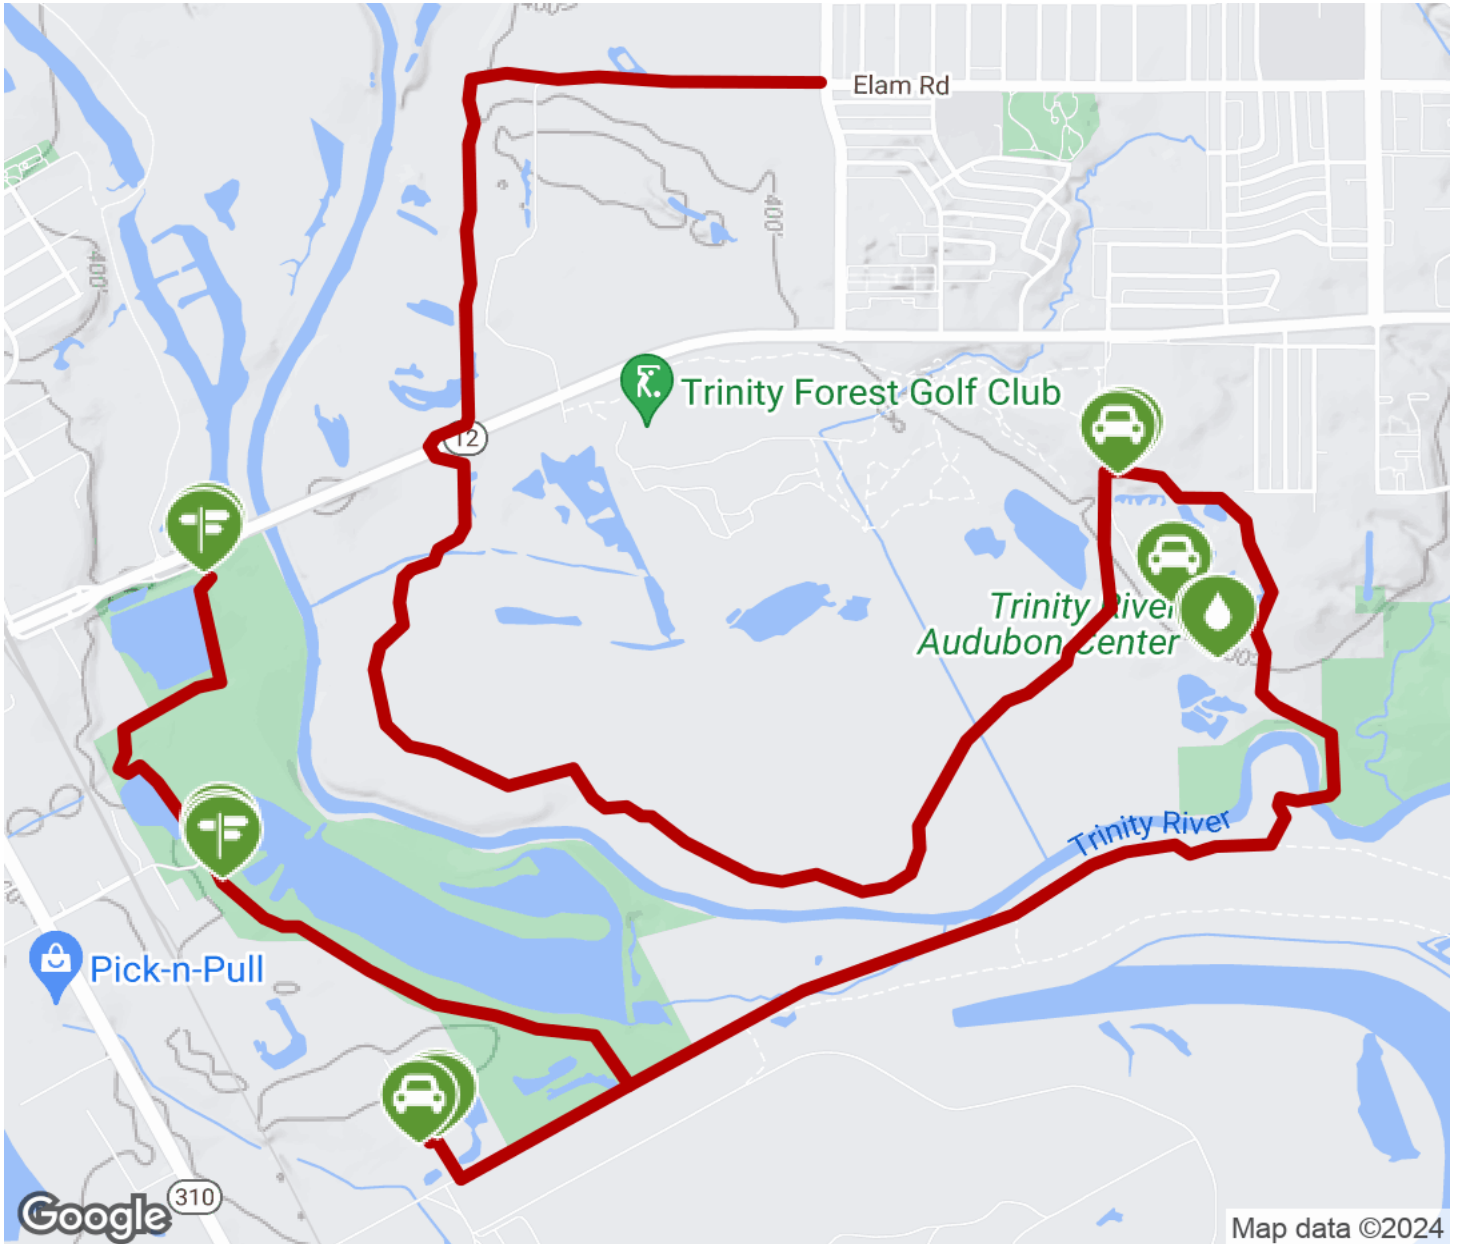 400'
Elam Rd
400'
400'
Trinity Forest Golf Club
12
Trinity River
Audubon Center
Trinity River
Pick-n-Pull
310
Google
Map data ©2024